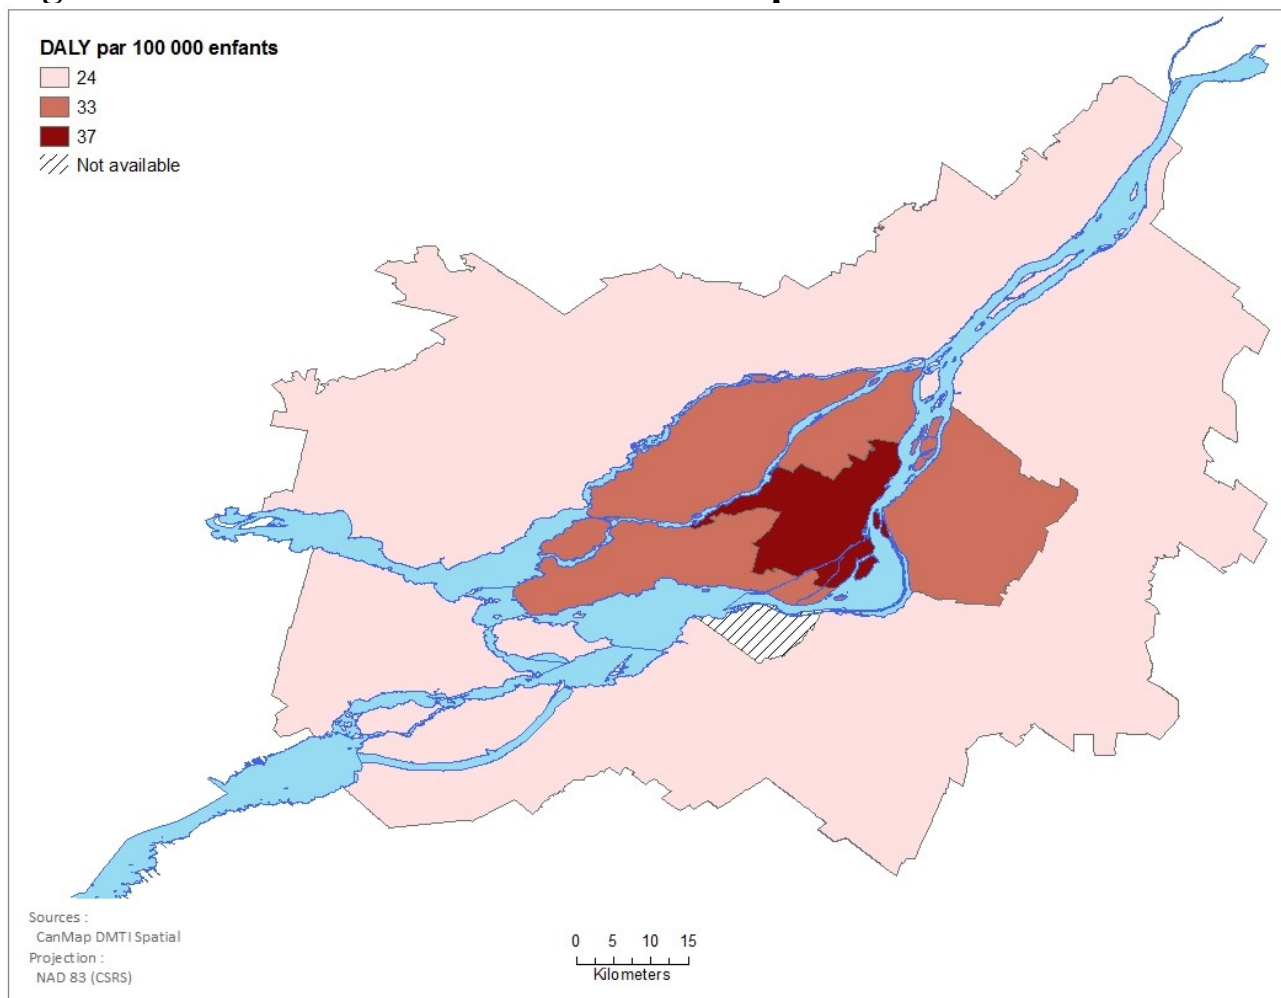 DALY par 100 000 enfants
24
33
37
Not available
Sources :
CanMap DMTI Spatial
Projection :
NAD 83 (CSRS)
0 5 10 15
Kilometers